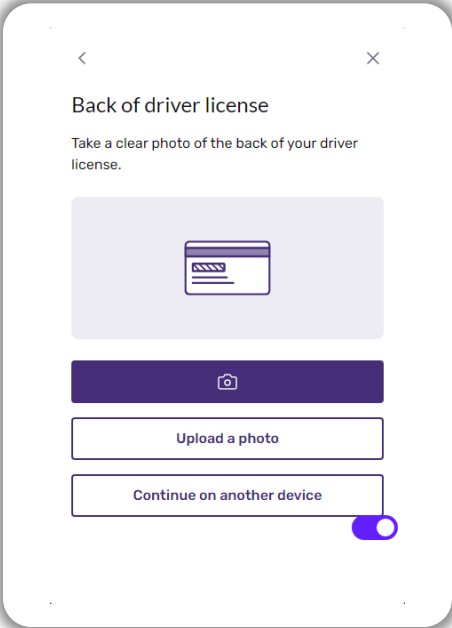 Back of driver license
Take a clear photo of the back of your driver
license.
Upload a photo
Continue on another device